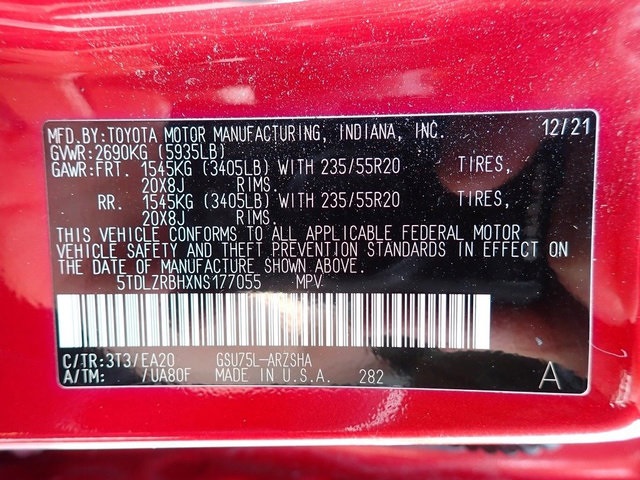 MFD.BY:TOYOTA MOTOR MANUFACTURING, INDIANA, INC. 12/21
GVWR:2690KG (5935LB)
GAWR:FRT. 1545KG (3405LB) WITH 235/55R20 TIRES,
20X8J RIMS.
RR. 1545KG (3405LB) WITH 235/55R20 TIRES,
20X8J RIMS.
THIS VEHICLE CONFORMS TO ALL APPLICABLE FEDERAL MOTOR
VEHICLE SAFETY AND THEFT PREVENTION STANDARDS IN EFFECT ON
THE DATE OF MANUFACTURE SHOWN ABOVE.
5TDLZRBHXNS177055 MPV
C/TR:3T3/EA20 GSU75L-ARZSHA
A/TM: /UA80F MADE IN U.S.A. 282 A